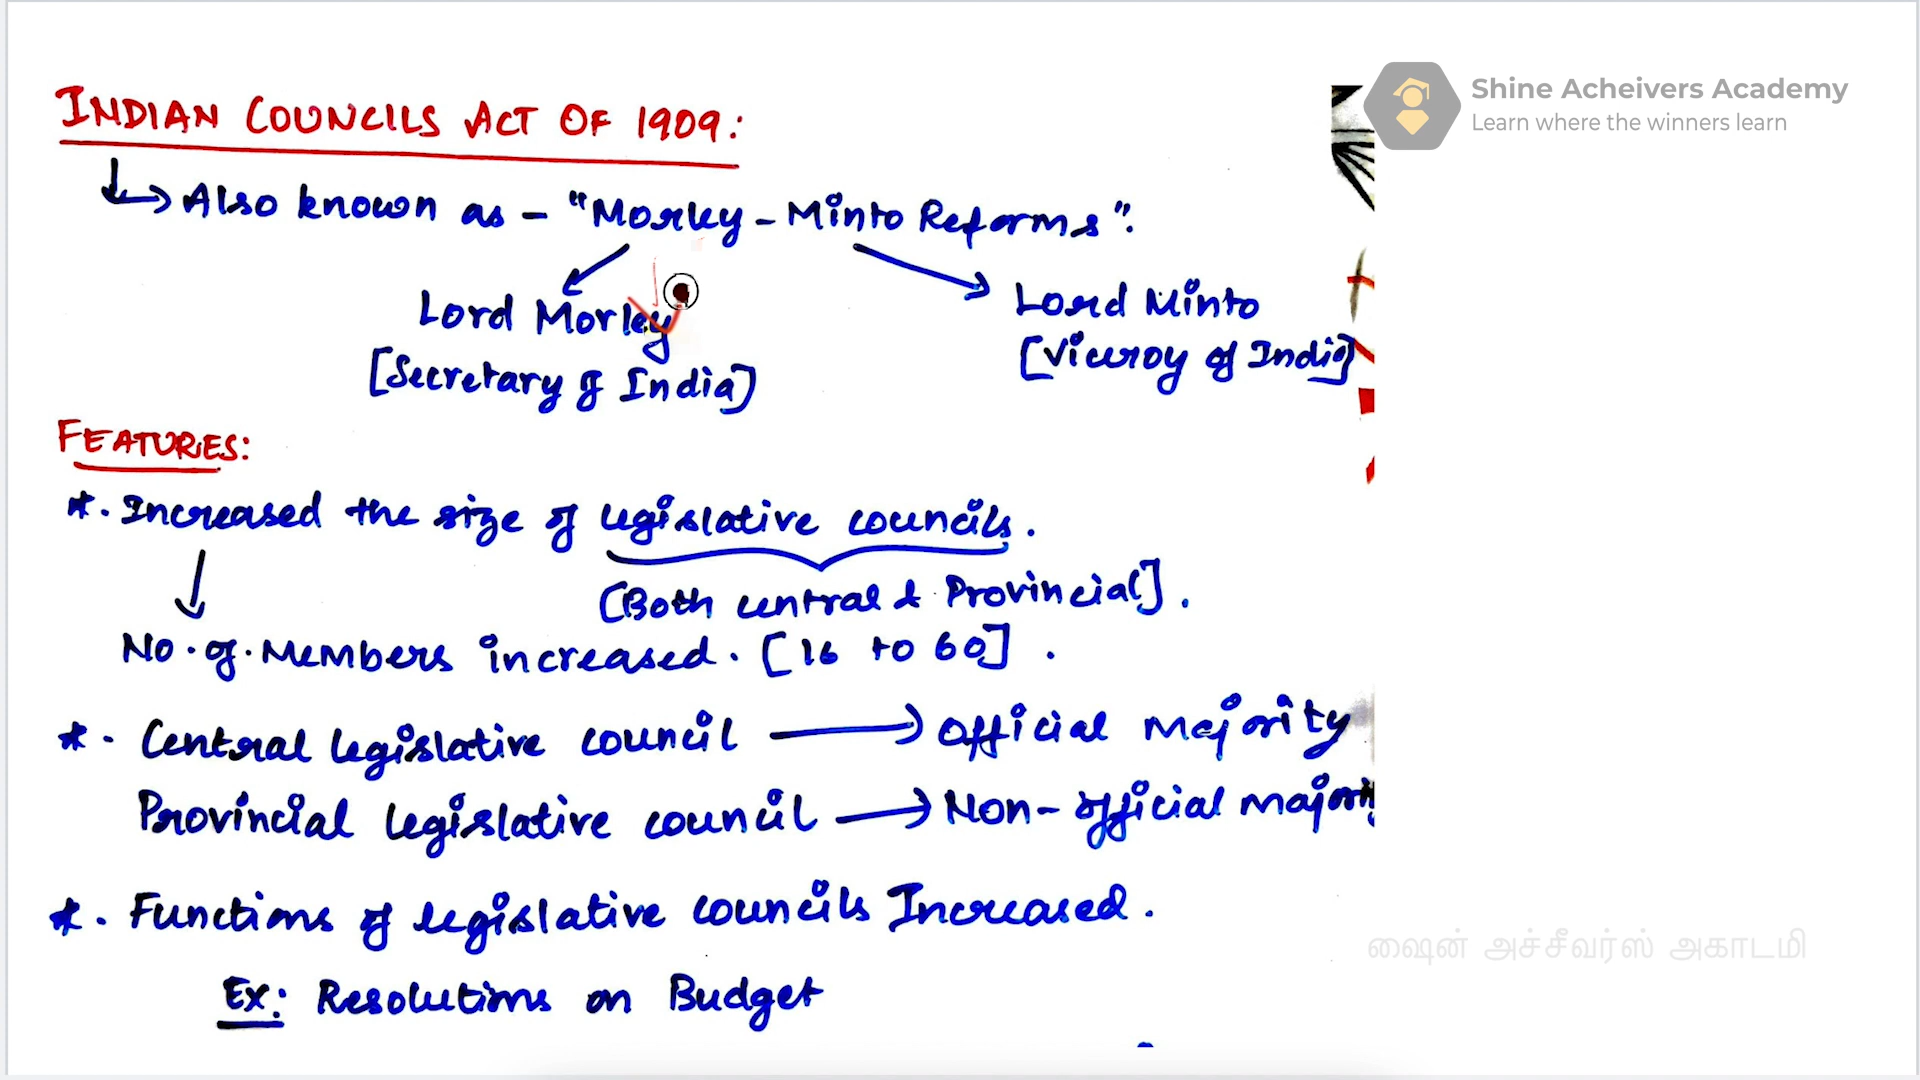 Shine Acheivers Academy
Learn where the winners learn
INDIAN COUNCILS ACT OF 1909:
Also known as - "Morley - Minto Reforms".
Lord Morley
[Secretary of India]
Lord Minto
[Viceroy of India]
FEATURES:
*. Increased the size of legislative councils.
[Both central & Provincial].
No. of. Members increased. [16 to 60].
*. Central legislative council → Official Majority
Provincial legislative council → Non-official majority
*. Functions of legislative councils Increased.
Ex: Resolutions on Budget
ஷைன் அச்சீவர்ஸ் அகாடமி